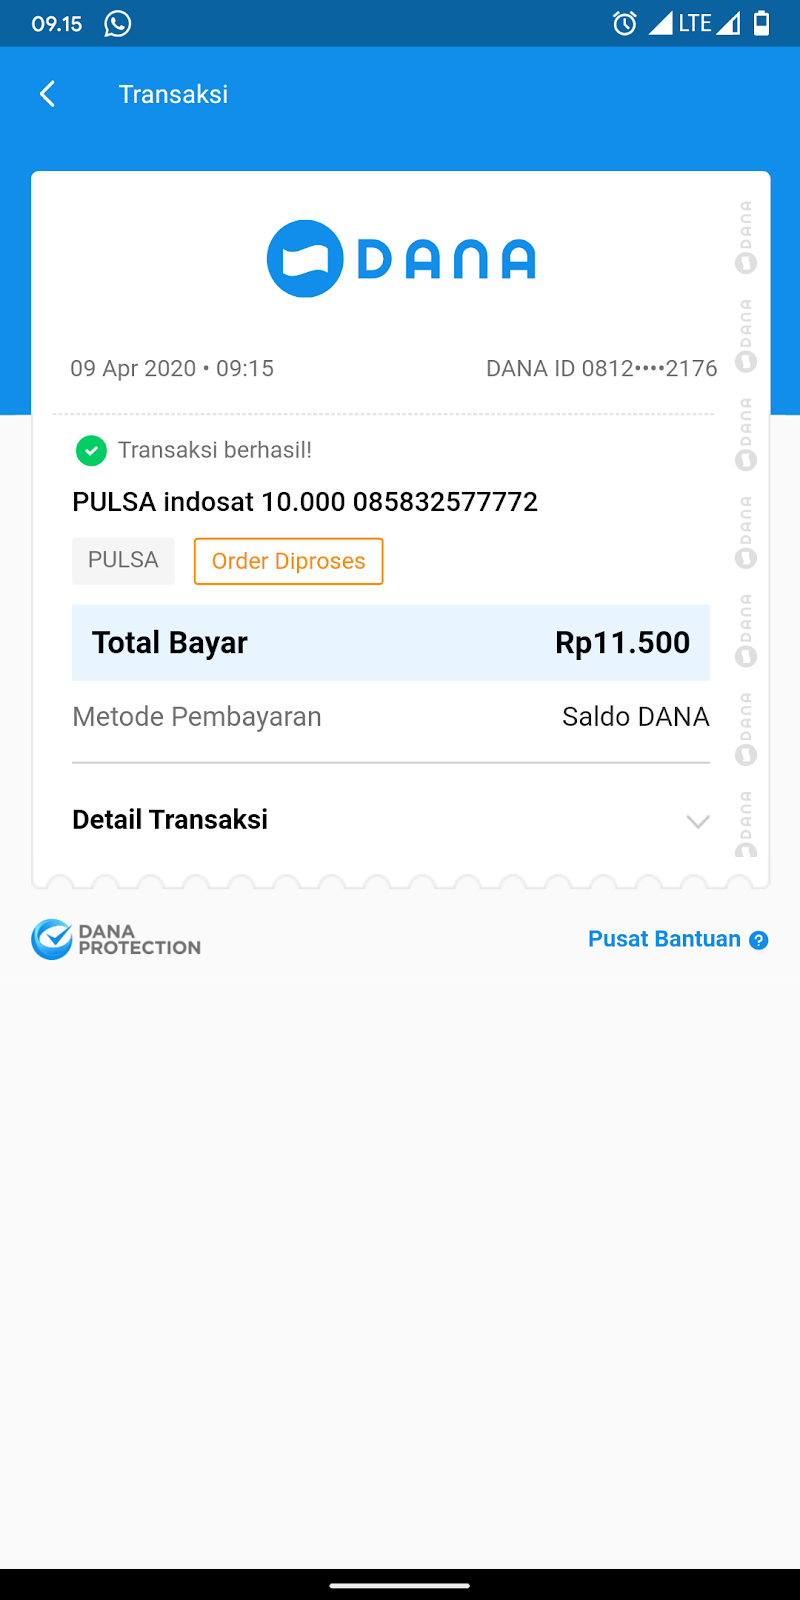 09.15 LTE
Transaksi
DANA
09 Apr 2020 • 09:15 DANA ID 0812••••2176
Transaksi berhasil!
PULSA indosat 10.000 085832577772
PULSA Order Diproses
Total Bayar Rp11.500
Metode Pembayaran Saldo DANA
Detail Transaksi
DANA
DANA
DANA
DANA
DANA
DANA
DANA
DANA
PROTECTION
Pusat Bantuan ?